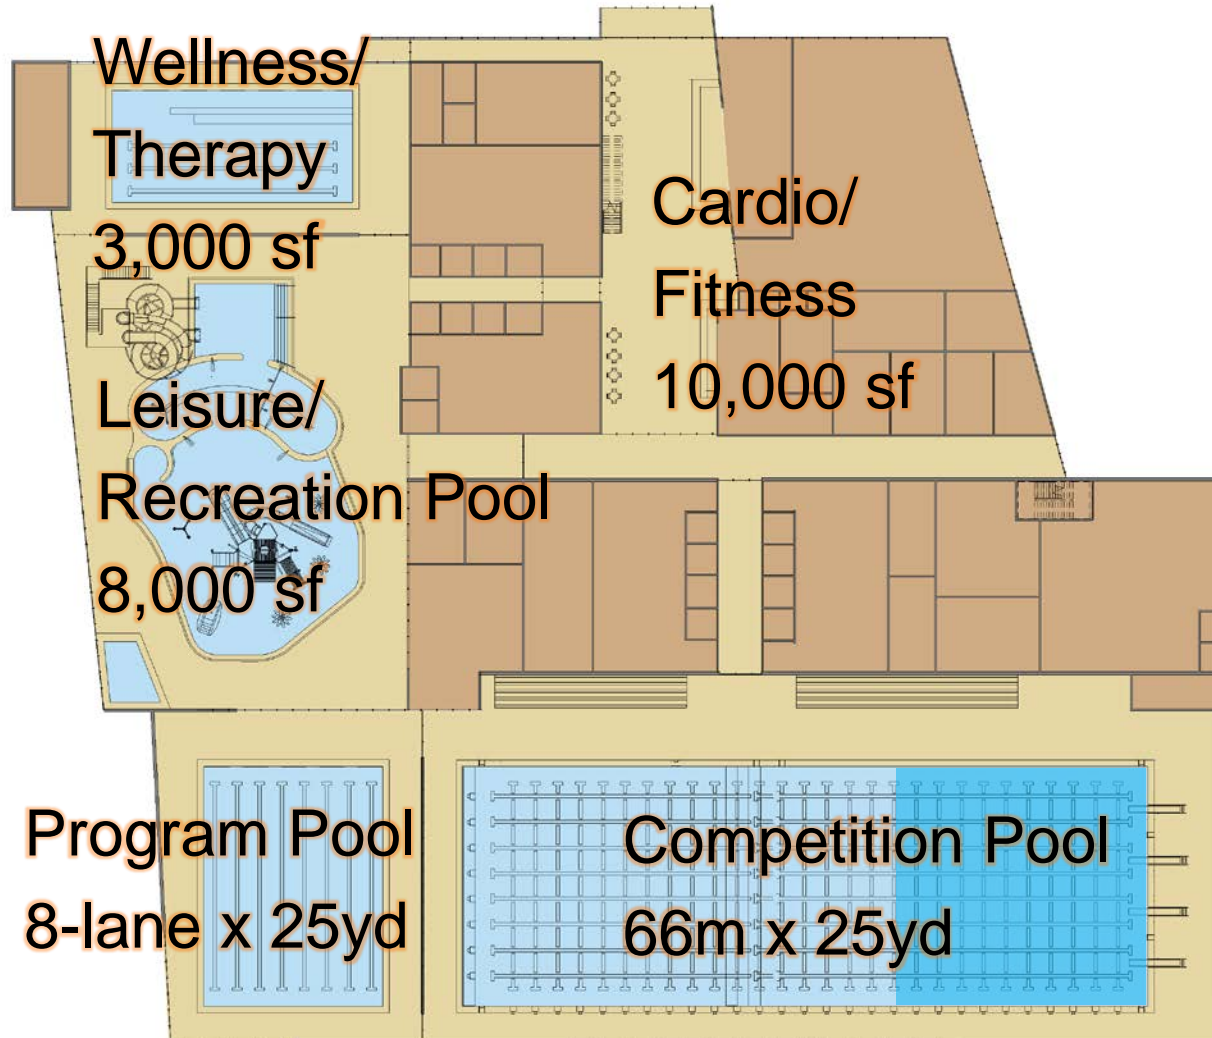 Wellness/
Therapy
3,000 sf
Cardio/
Fitness
10,000 sf
Leisure/
Recreation Pool
8,000 sf
Program Pool
8-lane x 25yd
Competition Pool
66m x 25yd